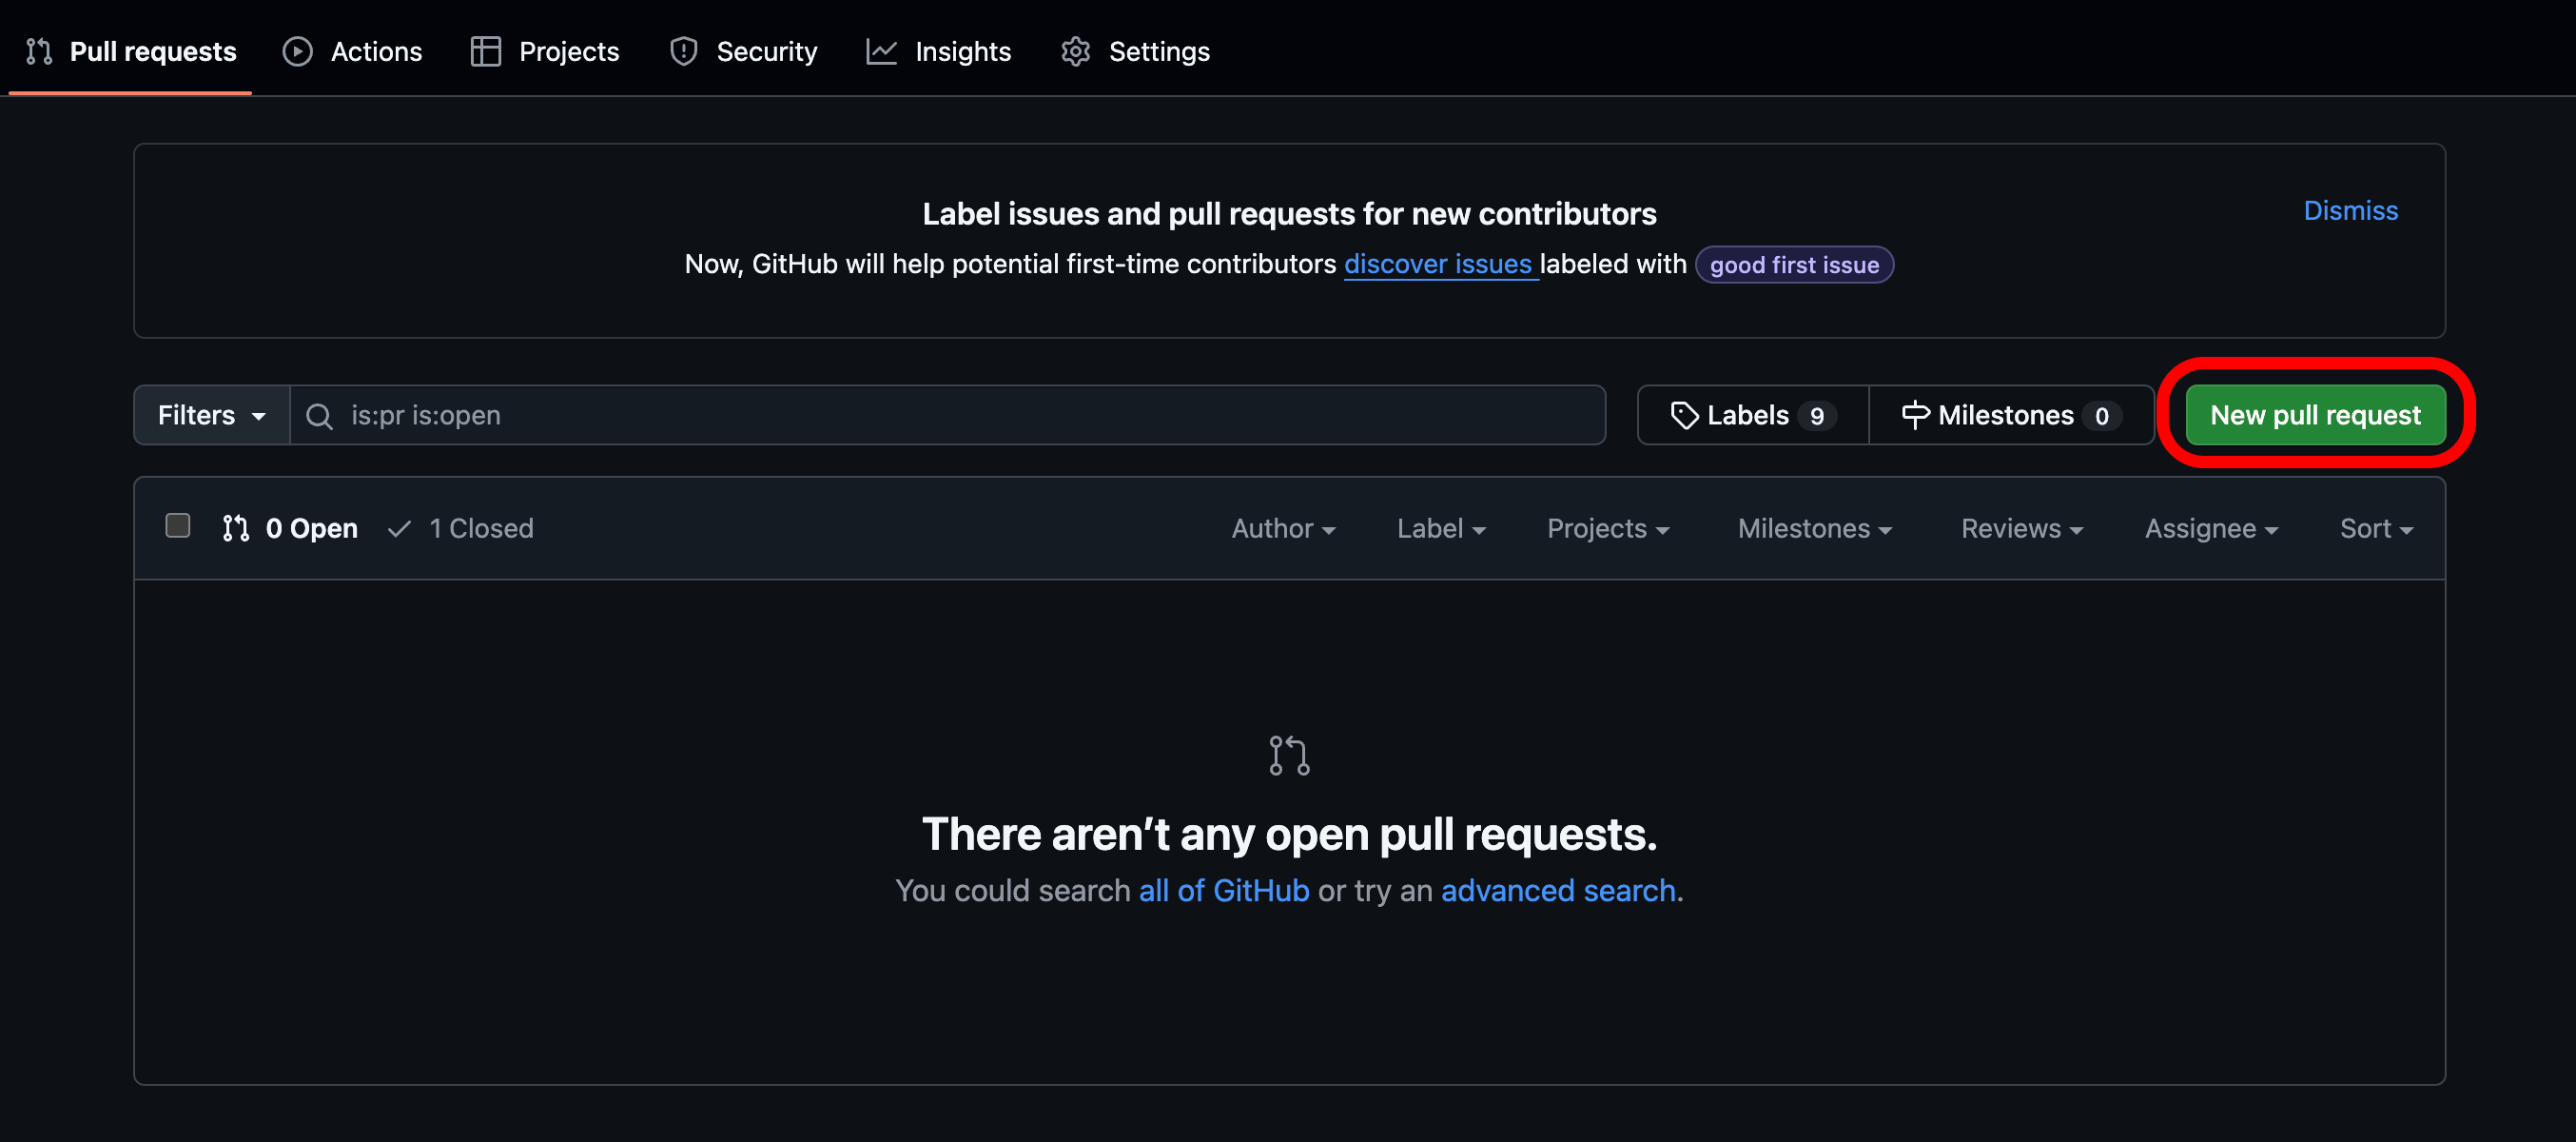 Pull requests Actions Projects Security Insights Settings
Label issues and pull requests for new contributors
Dismiss
Now, GitHub will help potential first-time contributors discover issues labeled with good first issue
Filters is:pr is:open Labels 9 Milestones 0 New pull request
0 Open 1 Closed Author Label Projects Milestones Reviews Assignee Sort
There aren’t any open pull requests.
You could search all of GitHub or try an advanced search.